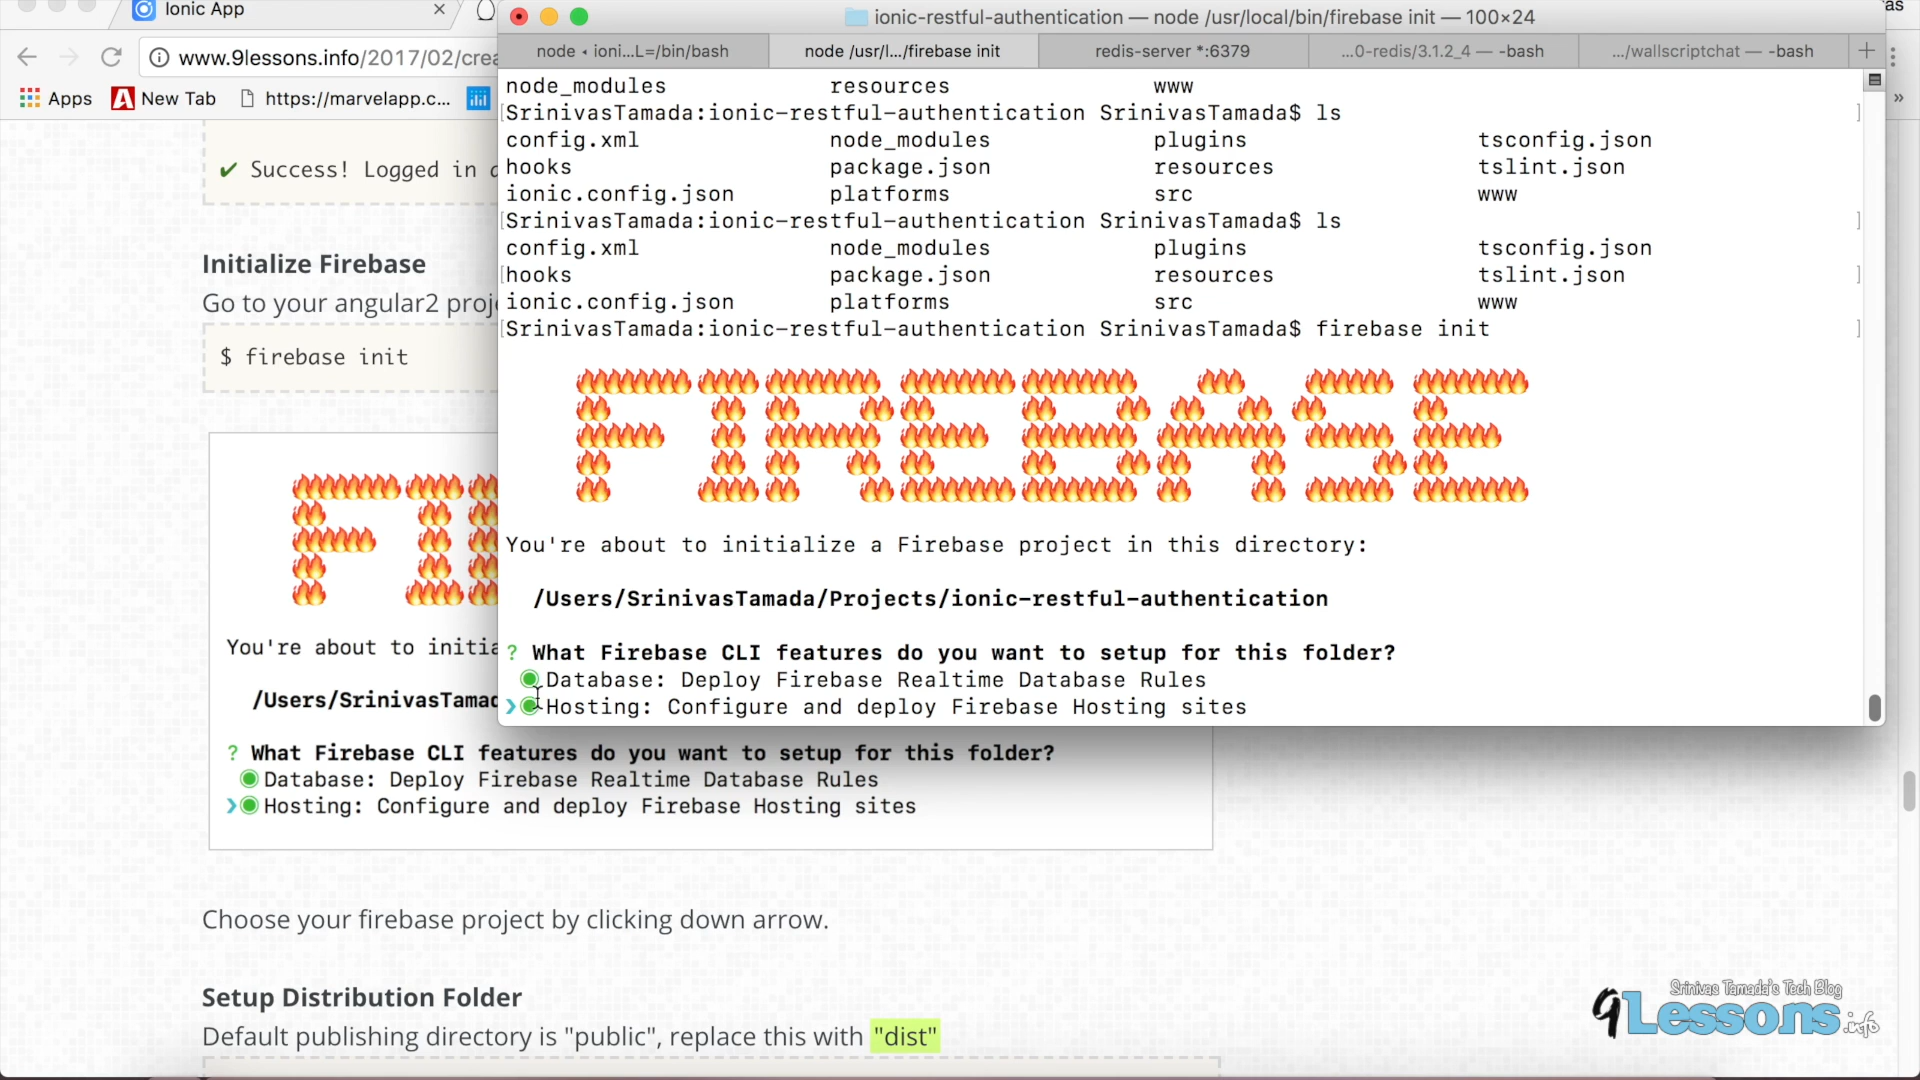 Ionic App
www.9lessons.info/2017/02/crea
Apps
New Tab
https://marvelapp.c...
»
Success! Logged in
Initialize Firebase
Go to your angular2 proj
$ firebase init
You're about to initia
/Users/SrinivasTamad
? What Firebase CLI features do you want to setup for this folder?
Database: Deploy Firebase Realtime Database Rules
❯ Hosting: Configure and deploy Firebase Hosting sites
Choose your firebase project by clicking down arrow.
Setup Distribution Folder
Default publishing directory is "public", replace this with "dist"
ionic-restful-authentication — node /usr/local/bin/firebase init — 100×24
node ◂ ioni...L=/bin/bash
node /usr/l.../firebase init
redis-server *:6379
...0-redis/3.1.2_4 — -bash
.../wallscriptchat — -bash
node_modules resources www
[SrinivasTamada:ionic-restful-authentication SrinivasTamada$ ls ]
config.xml node_modules plugins tsconfig.json
hooks package.json resources tslint.json
ionic.config.json platforms src www
[SrinivasTamada:ionic-restful-authentication SrinivasTamada$ ls ]
config.xml node_modules plugins tsconfig.json
[hooks package.json resources tslint.json ]
ionic.config.json platforms src www
[SrinivasTamada:ionic-restful-authentication SrinivasTamada$ firebase init ]
FIREBASE
You're about to initialize a Firebase project in this directory:
/Users/SrinivasTamada/Projects/ionic-restful-authentication
? What Firebase CLI features do you want to setup for this folder?
Database: Deploy Firebase Realtime Database Rules
❯ Hosting: Configure and deploy Firebase Hosting sites
Srinivas Tamada's Tech Blog
9Lessons.info